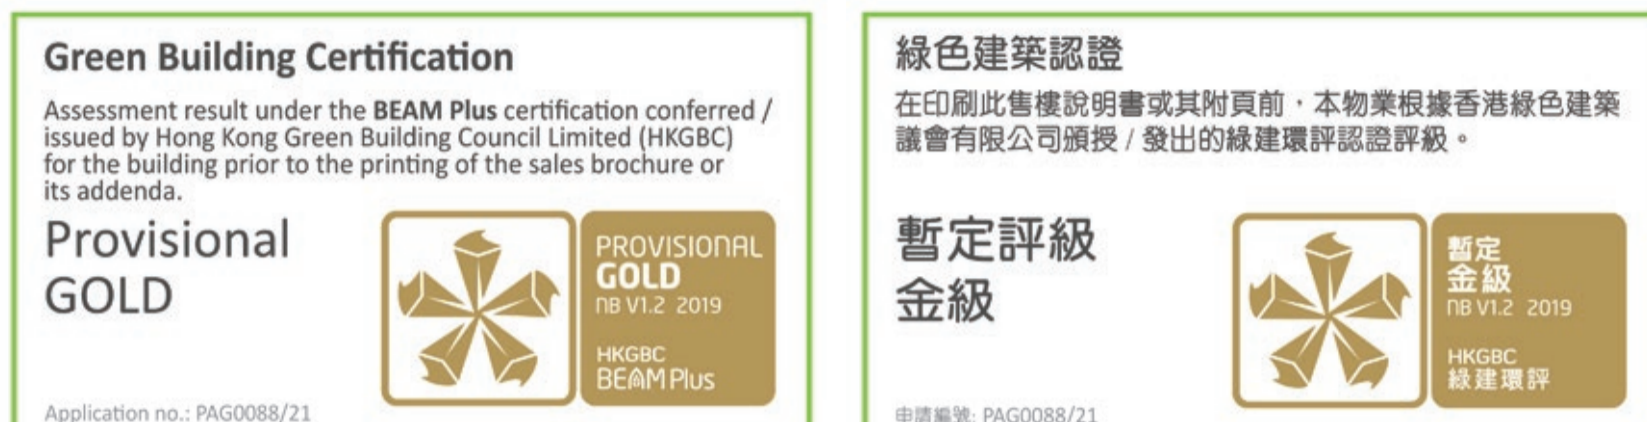 Green Building Certification
Assessment result under the BEAM Plus certification conferred /
issued by Hong Kong Green Building Council Limited (HKGBC)
for the building prior to the printing of the sales brochure or
its addenda.
Provisional
GOLD
PROVISIONAL
GOLD
NB V1.2 2019
HKGBC
BEAM Plus
Application no.: PAG0088/21
綠色建築認證
在印刷此售樓說明書或其附頁前，本物業根據香港綠色建築
議會有限公司頒授 / 發出的綠建環評認證評級。
暫定評級
金級
暫定
金級
NB V1.2 2019
HKGBC
綠建環評
申請編號: PAG0088/21